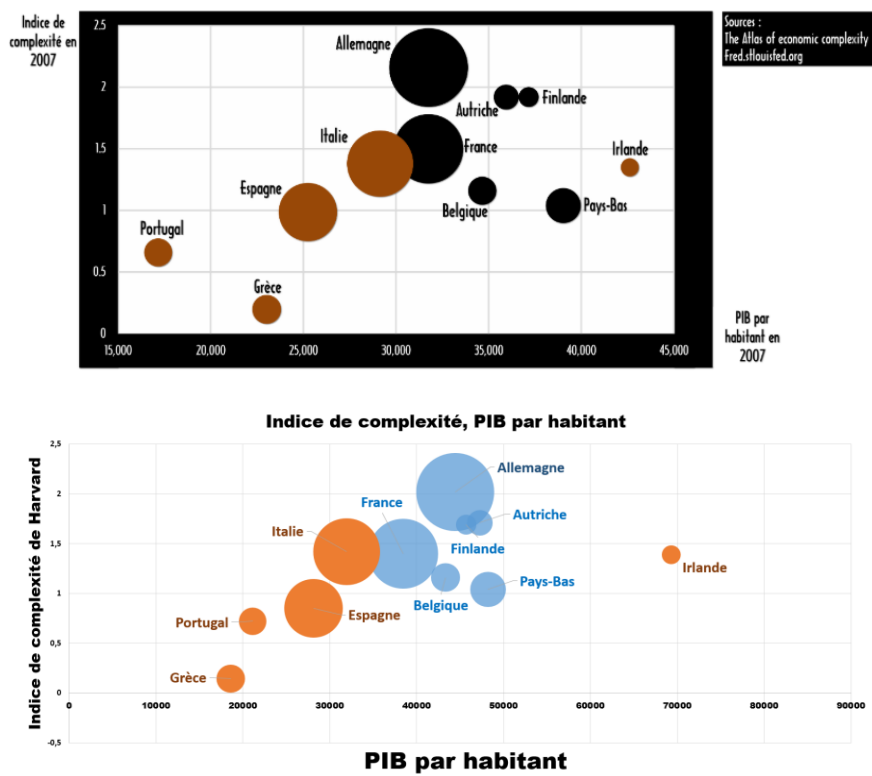 Indice de
complexité en
2007
2.5
2
1.5
1
0.5
0
Allemagne
Autriche
Finlande
Italie
France
Irlande
Espagne
Belgique
Pays-Bas
Portugal
Grèce
15,000
20,000
25,000
30,000
35,000
40,000
45,000
Sources :
The Atlas of economic complexity
Fred.stlouisfed.org
PIB par
habitant en
2007
Indice de complexité, PIB par habitant
Indice de complexité de Harvard
2,5
2
1,5
1
0,5
0
-0,5
Allemagne
France
Autriche
Italie
Finlande
Irlande
Pays-Bas
Belgique
Espagne
Portugal
Grèce
0
10000
20000
30000
40000
50000
60000
70000
80000
90000
PIB par habitant